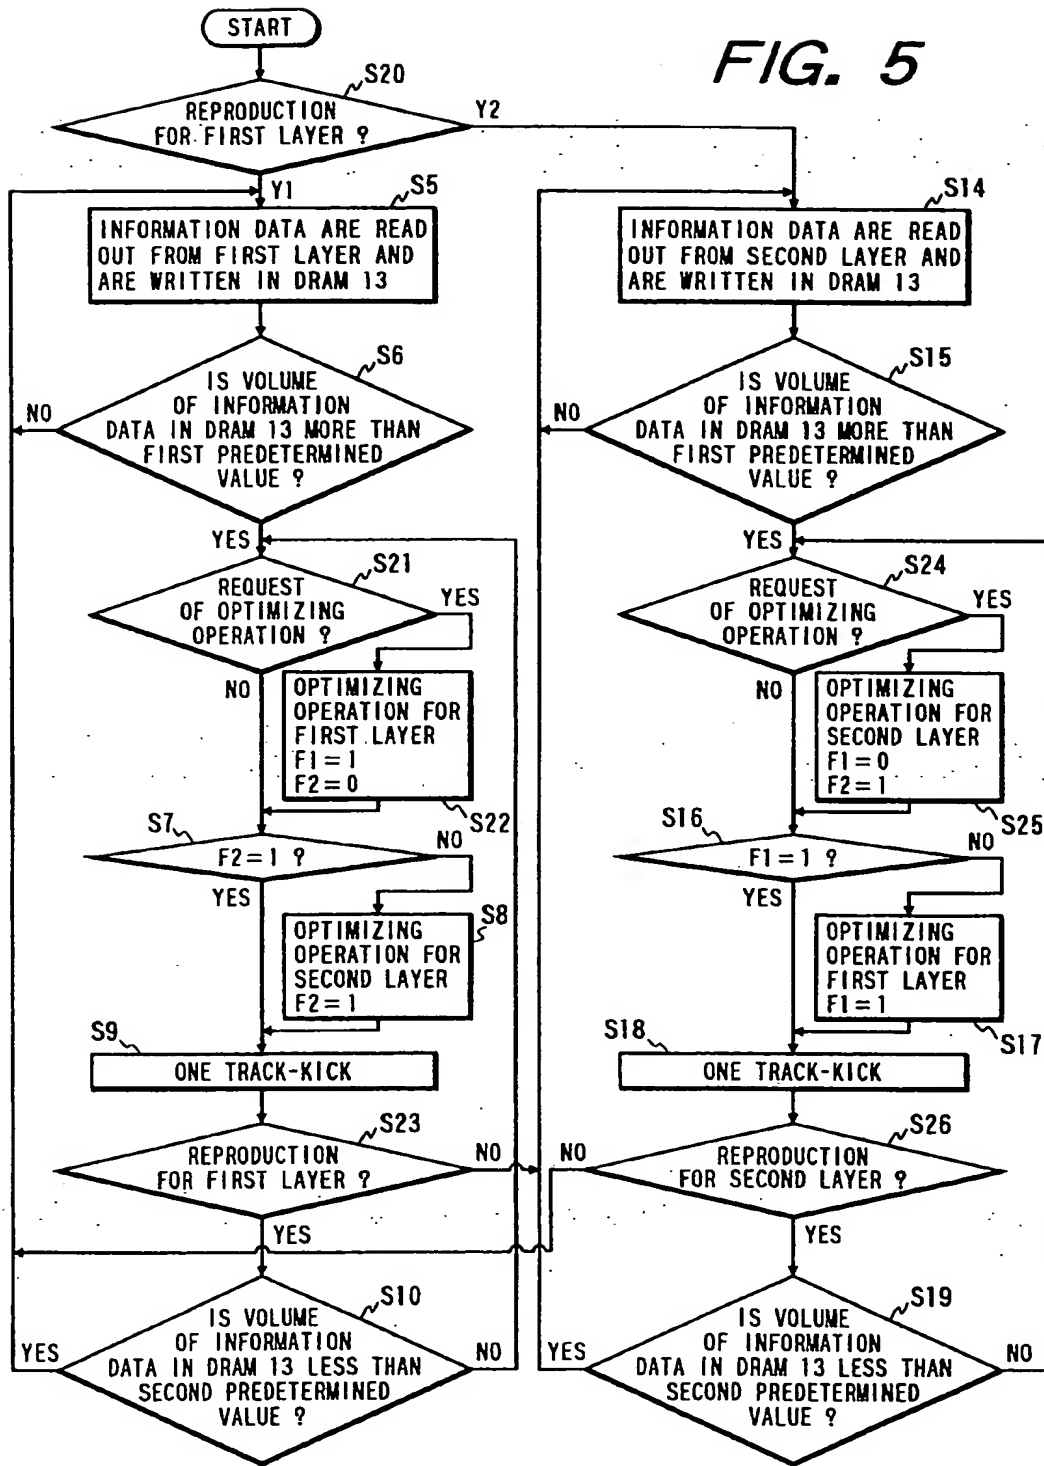 START
FIG. 5
S20
REPRODUCTION
FOR FIRST LAYER ?
Y2
Y1
S5
INFORMATION DATA ARE READ
OUT FROM FIRST LAYER AND
ARE WRITTEN IN DRAM 13
S6
IS VOLUME
OF INFORMATION
DATA IN DRAM 13 MORE THAN
FIRST PREDETERMINED
VALUE ?
NO
YES
S21
REQUEST
OF OPTIMIZING
OPERATION ?
YES
NO
OPTIMIZING
OPERATION FOR
FIRST LAYER
F1=1
F2=0
S22
S7
F2=1 ?
NO
YES
S8
OPTIMIZING
OPERATION FOR
SECOND LAYER
F2=1
S9
ONE TRACK-KICK
S23
REPRODUCTION
FOR FIRST LAYER ?
NO
YES
S10
IS VOLUME
OF INFORMATION
DATA IN DRAM 13 LESS THAN
SECOND PREDETERMINED
VALUE ?
YES
NO
S14
INFORMATION DATA ARE READ
OUT FROM SECOND LAYER AND
ARE WRITTEN IN DRAM 13
S15
IS VOLUME
OF INFORMATION
DATA IN DRAM 13 MORE THAN
FIRST PREDETERMINED
VALUE ?
NO
YES
S24
REQUEST
OF OPTIMIZING
OPERATION ?
YES
NO
OPTIMIZING
OPERATION FOR
SECOND LAYER
F1=0
F2=1
S25
S16
F1=1 ?
NO
YES
OPTIMIZING
OPERATION FOR
FIRST LAYER
F1=1
S17
S18
ONE TRACK-KICK
S26
REPRODUCTION
FOR SECOND LAYER ?
NO
YES
S19
IS VOLUME
OF INFORMATION
DATA IN DRAM 13 LESS THAN
SECOND PREDETERMINED
VALUE ?
YES
NO